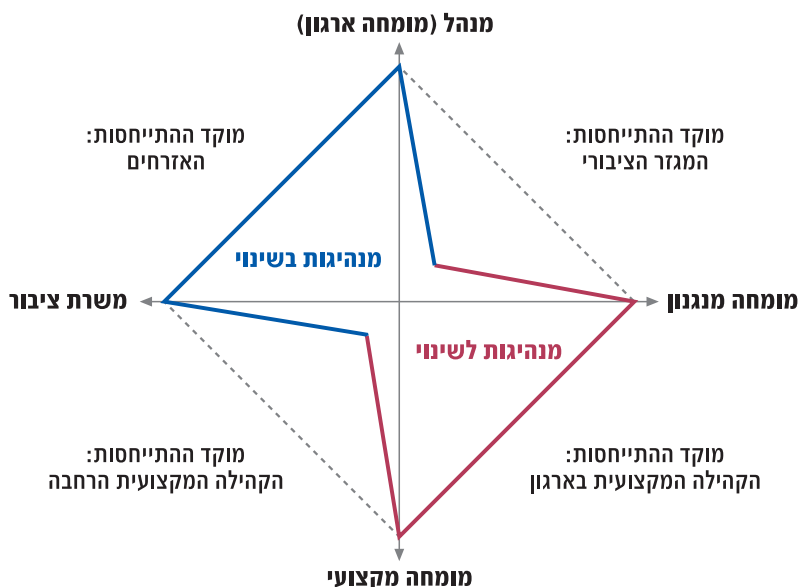 מנהל (מומחה ארגון)
מוקד ההתייחסות:
המגזר הציבורי
מוקד ההתייחסות:
האזרחים
מנהיגות בשינוי
מומחה מנגנון
משרת ציבור
מנהיגות לשינוי
מוקד ההתייחסות:
הקהילה המקצועית בארגון
מוקד ההתייחסות:
הקהילה המקצועית הרחבה
מומחה מקצועי